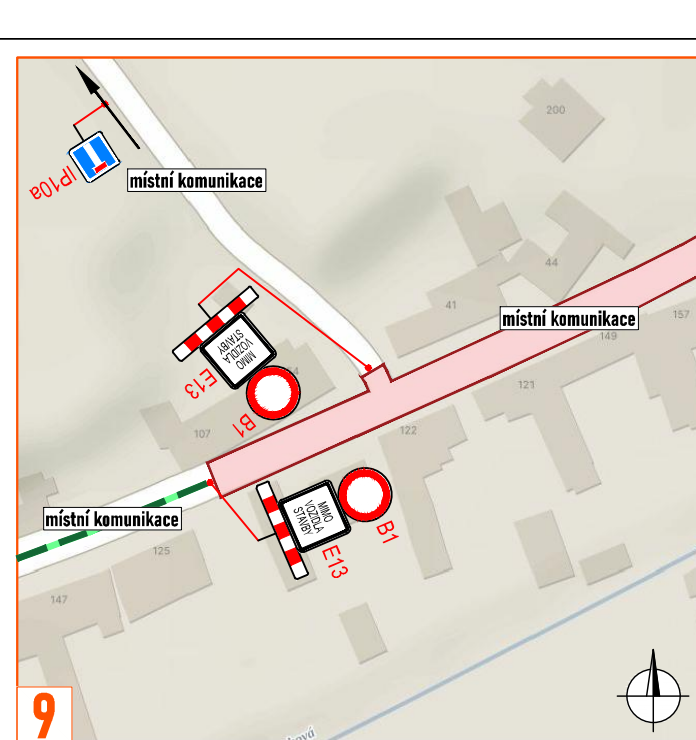 200
IP10a
místní komunikace
44
41
místní komunikace
157
149
MIMO
VOZIDLA
STAVBY
E13
B1
121
107
122
místní komunikace
MIMO
VOZIDLA
STAVBY
E13
B1
125
147
9